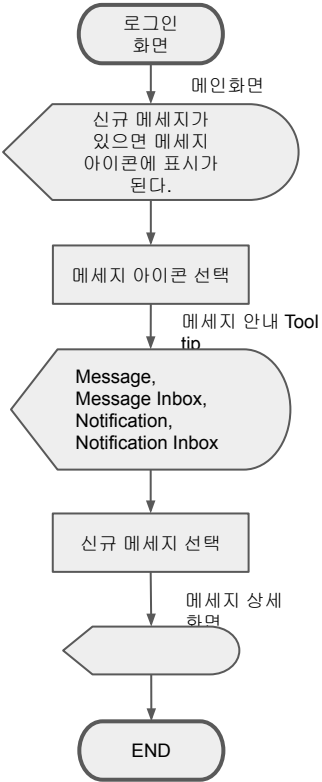 로그인
화면
메인화면
신규 메세지가
있으면 메세지
아이콘에 표시가
된다.
메세지 아이콘 선택
메세지 안내 Tool
tip
Message,
Message Inbox,
Notification,
Notification Inbox
신규 메세지 선택
메세지 상세
화면
END